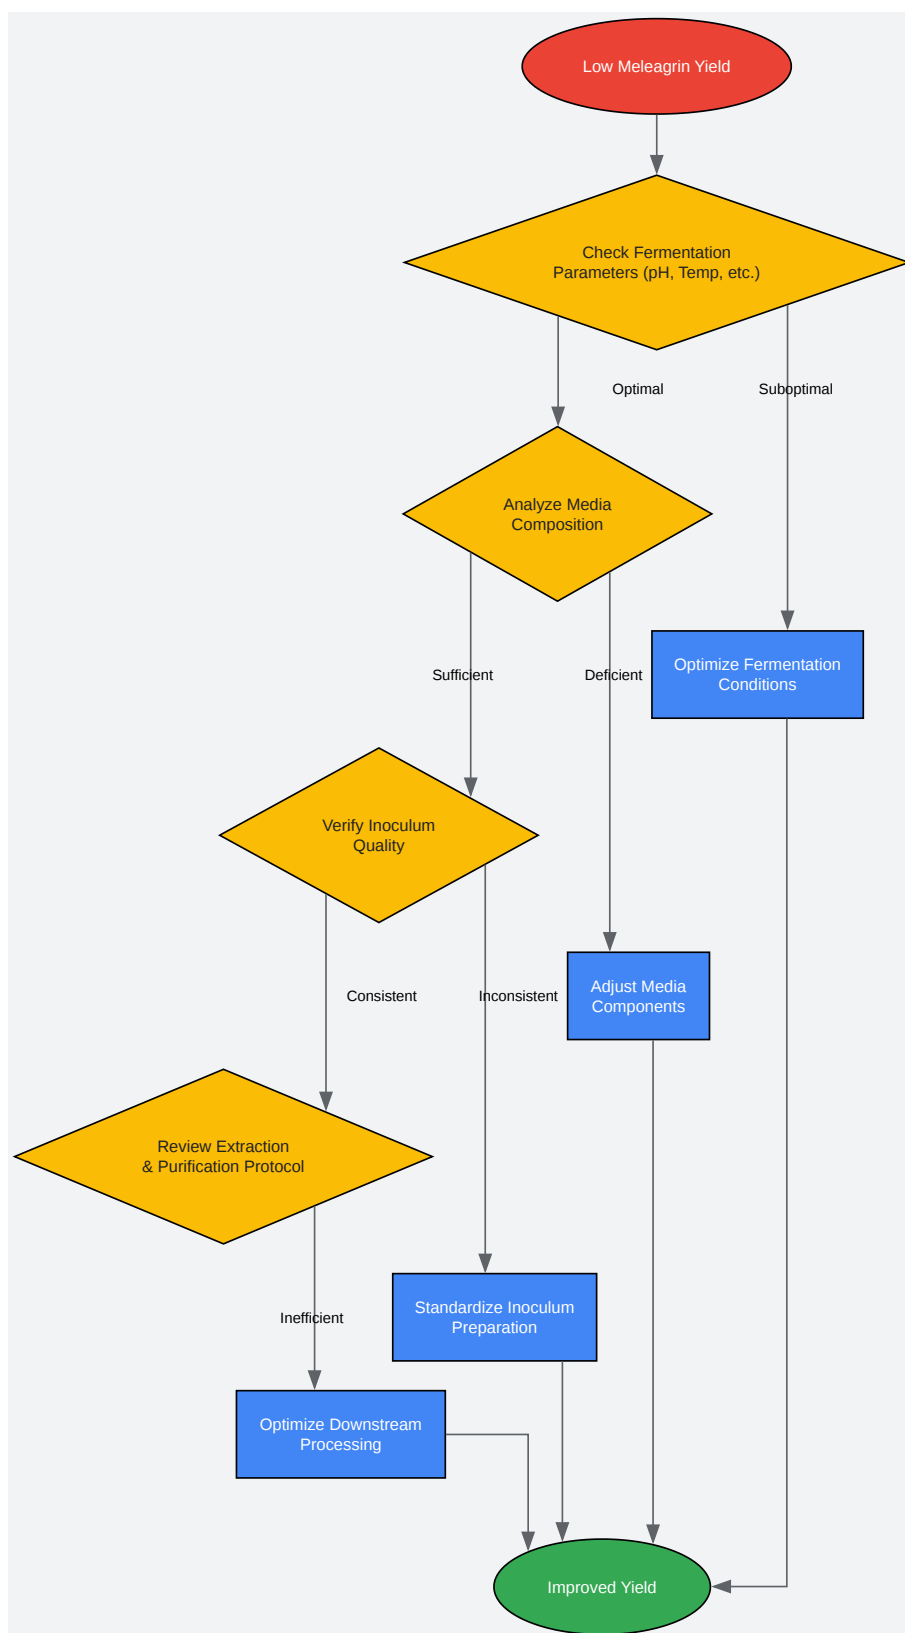 Low Meleagrin Yield
Check Fermentation
Parameters (pH, Temp, etc.)
Optimal
Suboptimal
Analyze Media
Composition
Optimize Fermentation
Conditions
Sufficient
Deficient
Verify Inoculum
Quality
Adjust Media
Components
Consistent
Inconsistent
Review Extraction
& Purification Protocol
Standardize Inoculum
Preparation
Inefficient
Optimize Downstream
Processing
Improved Yield